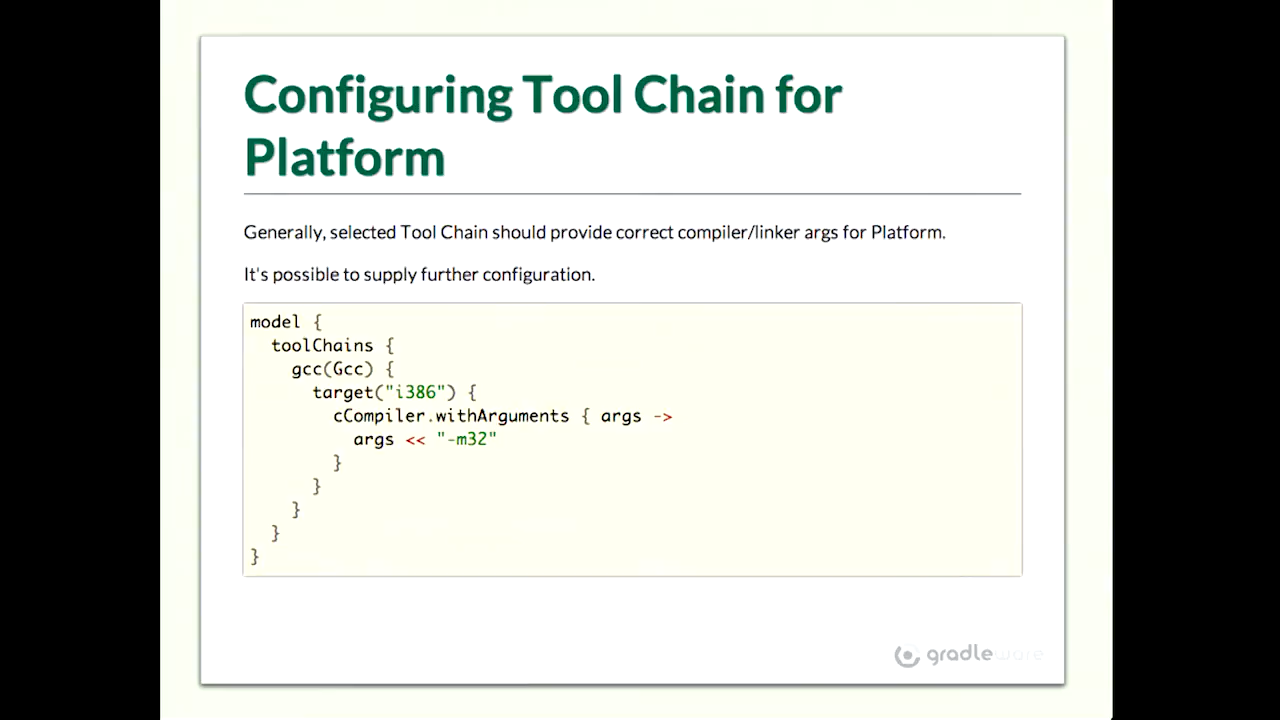 Configuring Tool Chain for
Platform
Generally, selected Tool Chain should provide correct compiler/linker args for Platform.
It's possible to supply further configuration.
model {
  toolChains {
    gcc(Gcc) {
      target("i386") {
        cCompiler.withArguments { args ->
          args << "-m32"
        }
      }
    }
  }
}
gradleware